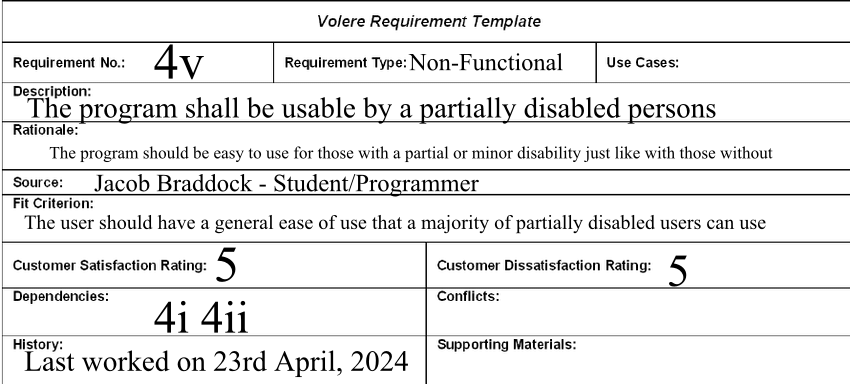 Volere Requirement Template
Requirement No.: 4v Requirement Type: Non-Functional Use Cases:
Description:
The program shall be usable by a partially disabled persons
Rationale:
The program should be easy to use for those with a partial or minor disability just like with those without
Source: Jacob Braddock - Student/Programmer
Fit Criterion:
The user should have a general ease of use that a majority of partially disabled users can use
Customer Satisfaction Rating: 5 Customer Dissatisfaction Rating: 5
Dependencies: Conflicts:
4i 4ii
History: Supporting Materials:
Last worked on 23rd April, 2024